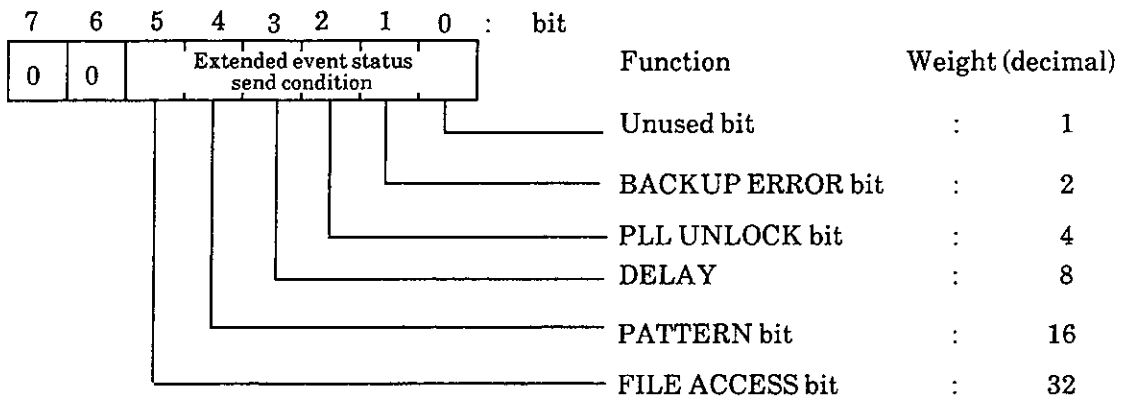 7 6 5 4 3 2 1 0 : bit
0 0 Extended event status
send condition
Function Weight (decimal)
Unused bit : 1
BACKUP ERROR bit : 2
PLL UNLOCK bit : 4
DELAY : 8
PATTERN bit : 16
FILE ACCESS bit : 32